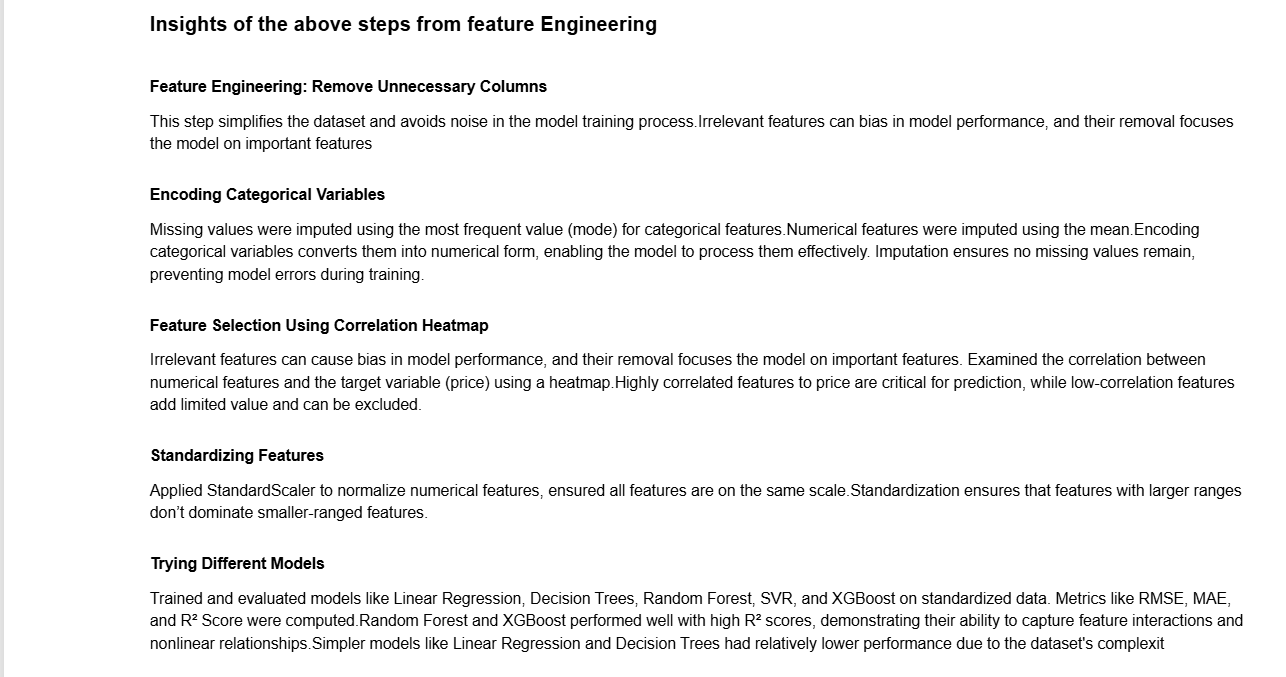 Insights of the above steps from feature Engineering
Feature Engineering: Remove Unnecessary Columns
This step simplifies the dataset and avoids noise in the model training process.Irrelevant features can bias in model performance, and their removal focuses
the model on important features
Encoding Categorical Variables
Missing values were imputed using the most frequent value (mode) for categorical features.Numerical features were imputed using the mean.Encoding
categorical variables converts them into numerical form, enabling the model to process them effectively. Imputation ensures no missing values remain,
preventing model errors during training.
Feature Selection Using Correlation Heatmap
Irrelevant features can cause bias in model performance, and their removal focuses the model on important features. Examined the correlation between
numerical features and the target variable (price) using a heatmap.Highly correlated features to price are critical for prediction, while low-correlation features
add limited value and can be excluded.
Standardizing Features
Applied StandardScaler to normalize numerical features, ensured all features are on the same scale.Standardization ensures that features with larger ranges
don’t dominate smaller-ranged features.
Trying Different Models
Trained and evaluated models like Linear Regression, Decision Trees, Random Forest, SVR, and XGBoost on standardized data. Metrics like RMSE, MAE,
and R² Score were computed.Random Forest and XGBoost performed well with high R² scores, demonstrating their ability to capture feature interactions and
nonlinear relationships.Simpler models like Linear Regression and Decision Trees had relatively lower performance due to the dataset's complexit